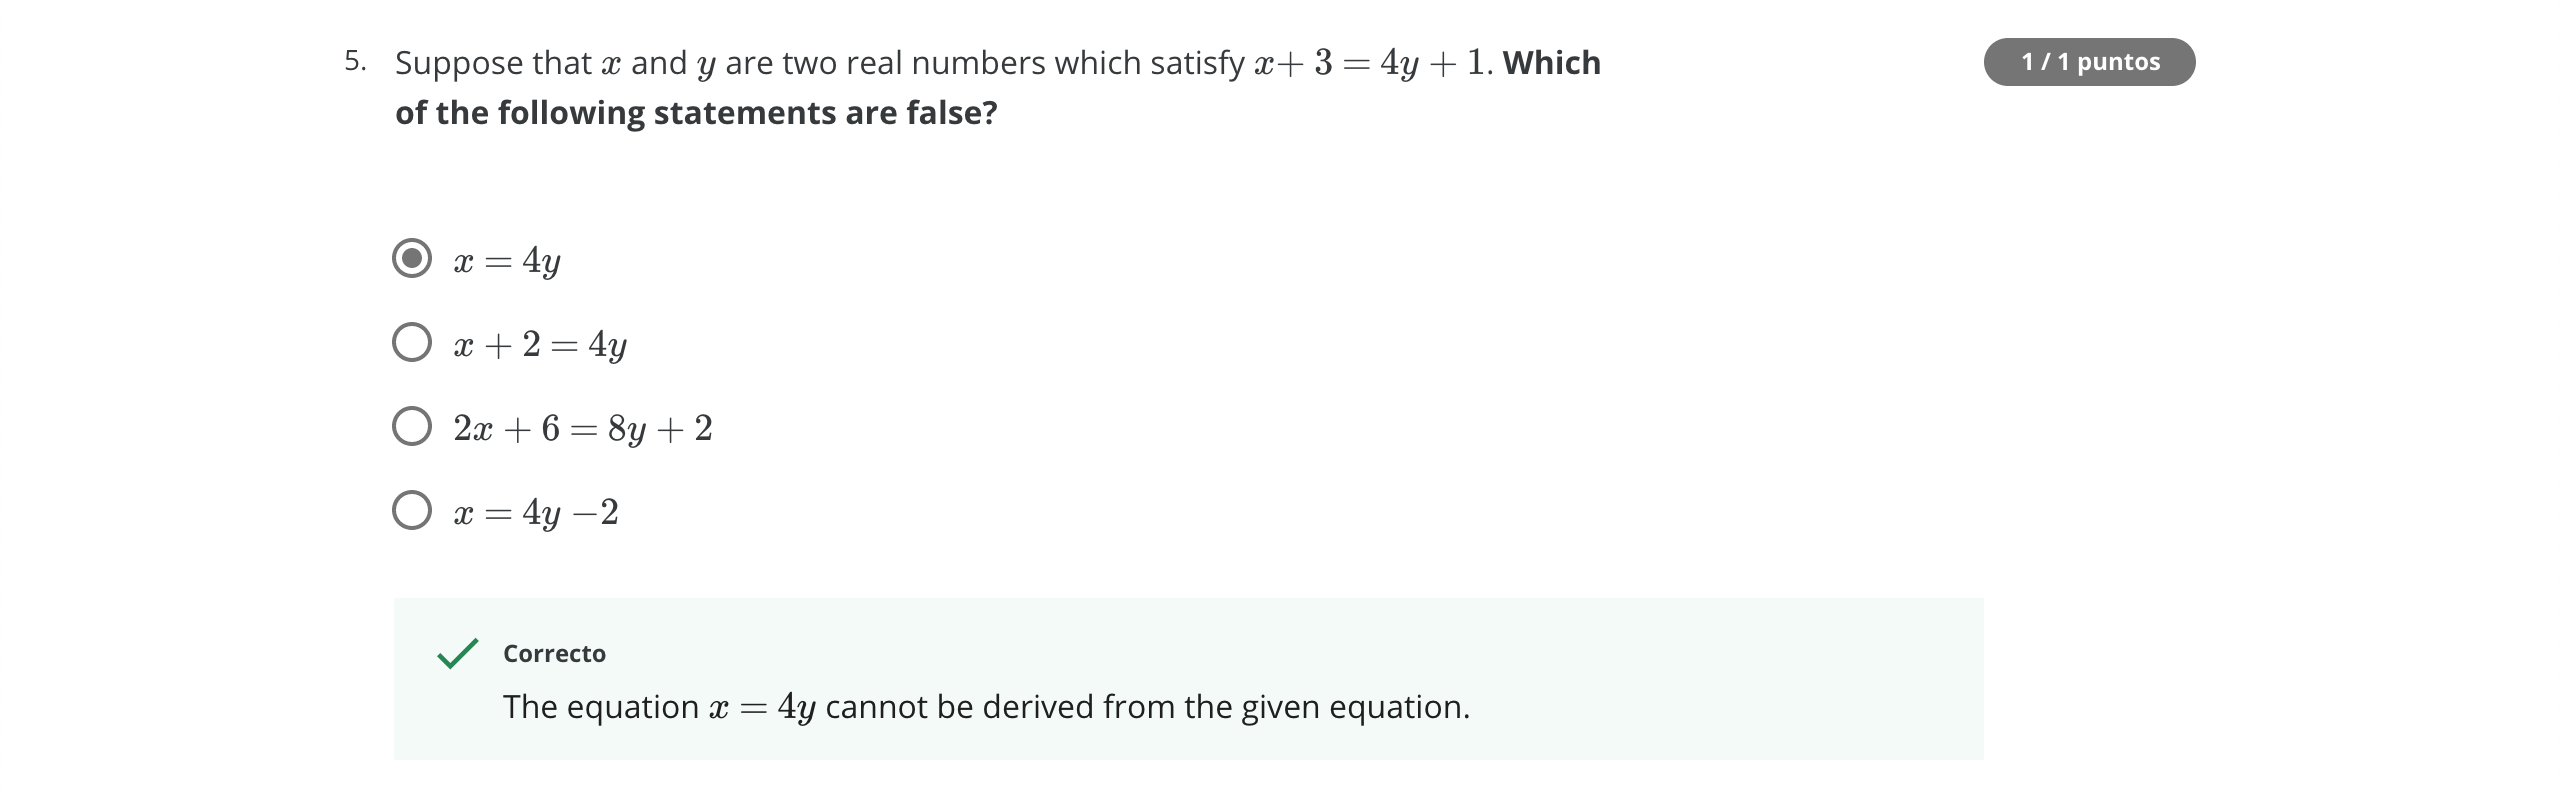 5. Suppose that x and y are two real numbers which satisfy x+ 3 = 4y + 1. Which
1 / 1 puntos
of the following statements are false?
x = 4y
x + 2 = 4y
2x + 6 = 8y + 2
x = 4y −2
Correcto
The equation x = 4y cannot be derived from the given equation.